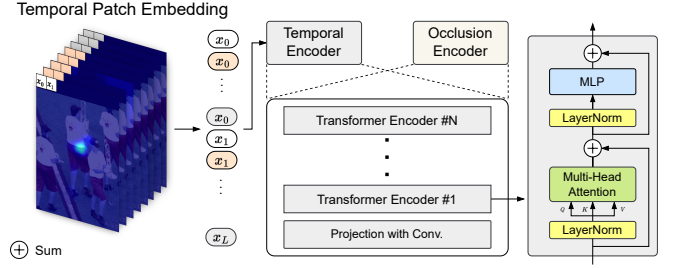 Temporal Patch Embedding
x0 x1
x0
x0
x0
x1
x1
xL
Sum
Temporal
Encoder
Occlusion
Encoder
Transformer Encoder #N
Transformer Encoder #1
Projection with Conv.
MLP
LayerNorm
Multi-Head
Attention
Q K V
LayerNorm